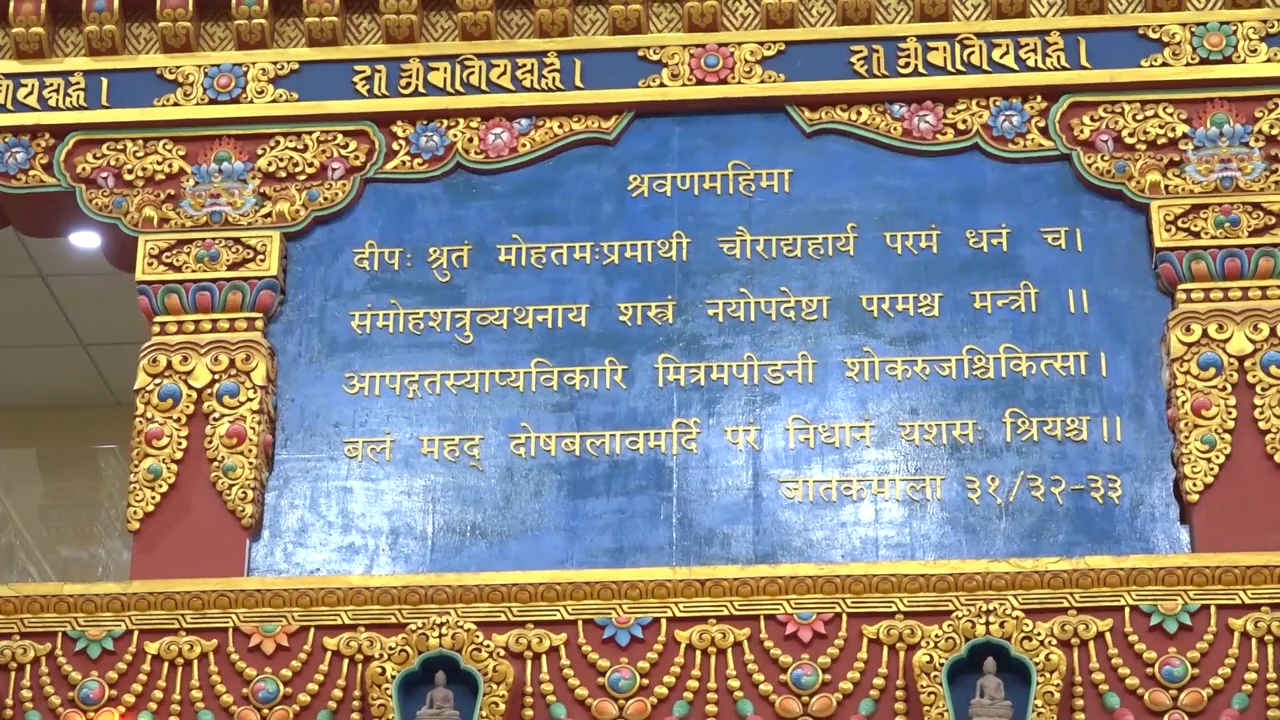 श्रवणमहिमा
दीपः श्रुतं मोहतमःप्रमाथी चौराद्यहार्य परमं धनं च।
संमोहशत्रुव्यथनाय शस्त्रं नयोपदेष्टा परमश्च मन्त्री ।।
आपद्गतस्याप्यविकारि मित्रमपीडनी शोकरुजश्चिकित्सा।
बलं महद् दोषबलावमर्दि परं निधानं यशसः श्रियश्च।।
जातकमाला ३१/३२-३३